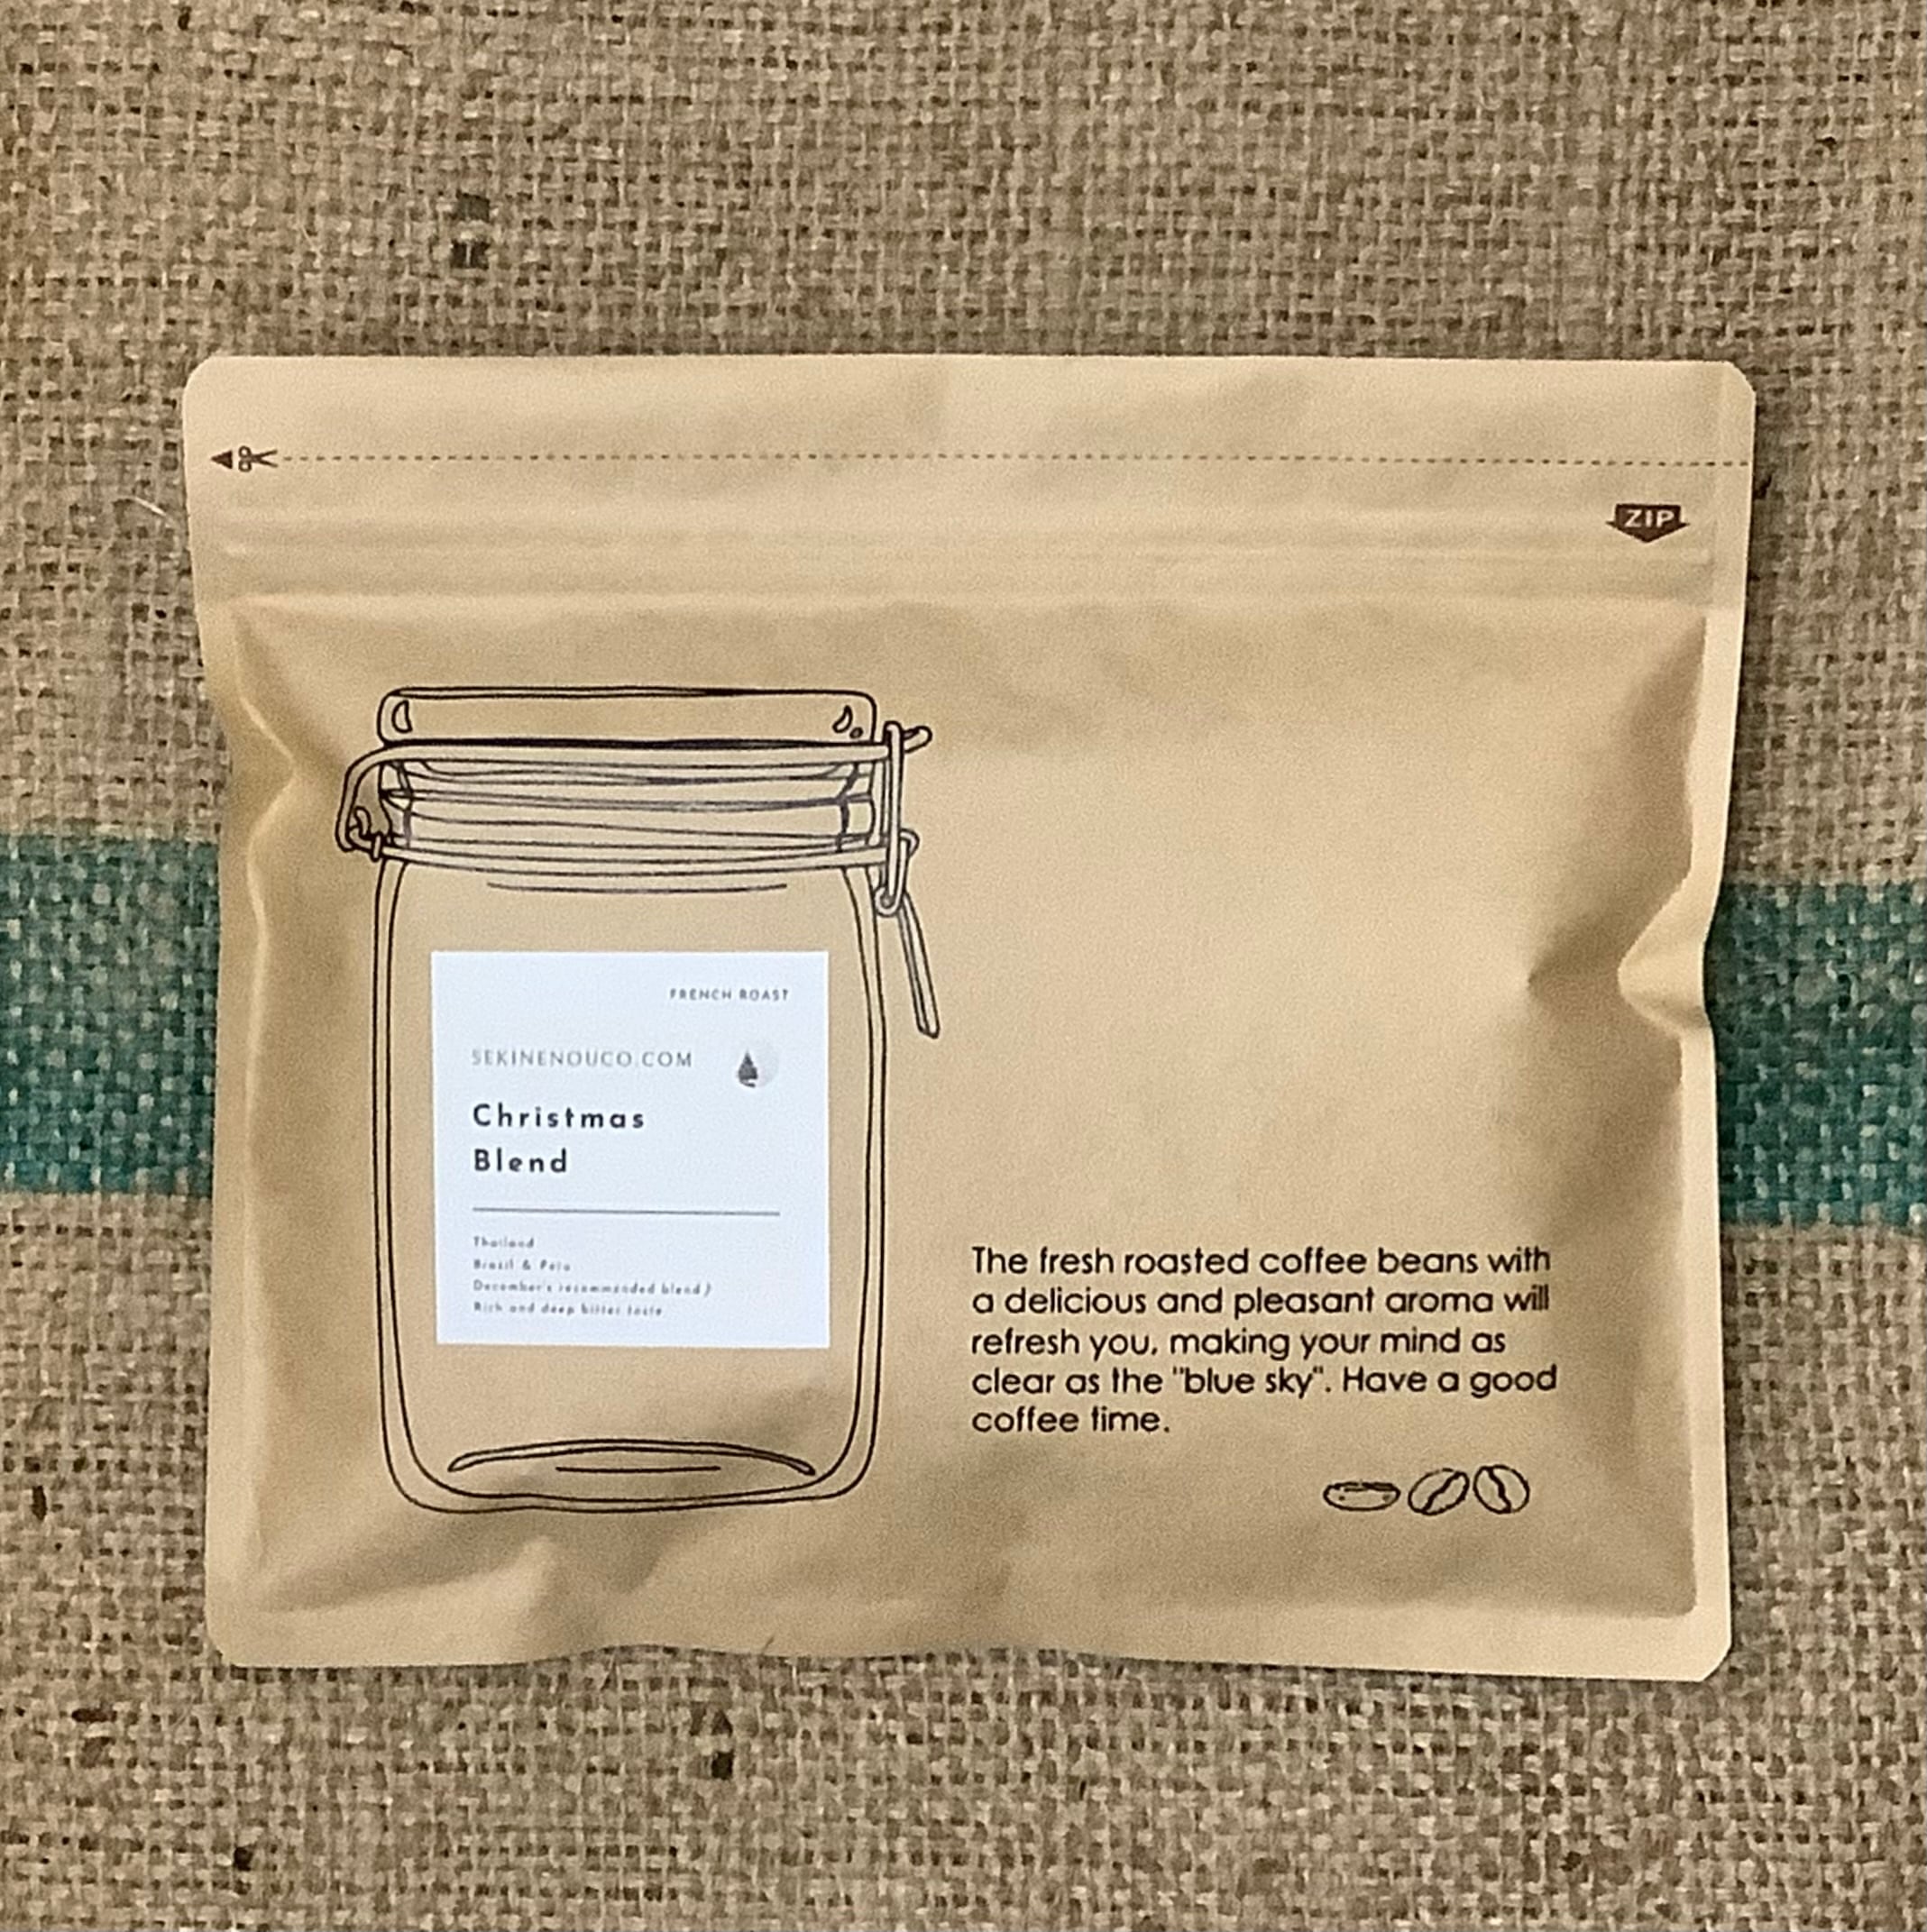 ZIP
FRENCH ROAST
SEKINENOUCO.COM
Christmas
Blend
Thailand
Brazil & Peru
December's recommended blend♪
Rich and deep bitter taste
The fresh roasted coffee beans with
a delicious and pleasant aroma will
refresh you, making your mind as
clear as the "blue sky". Have a good
coffee time.